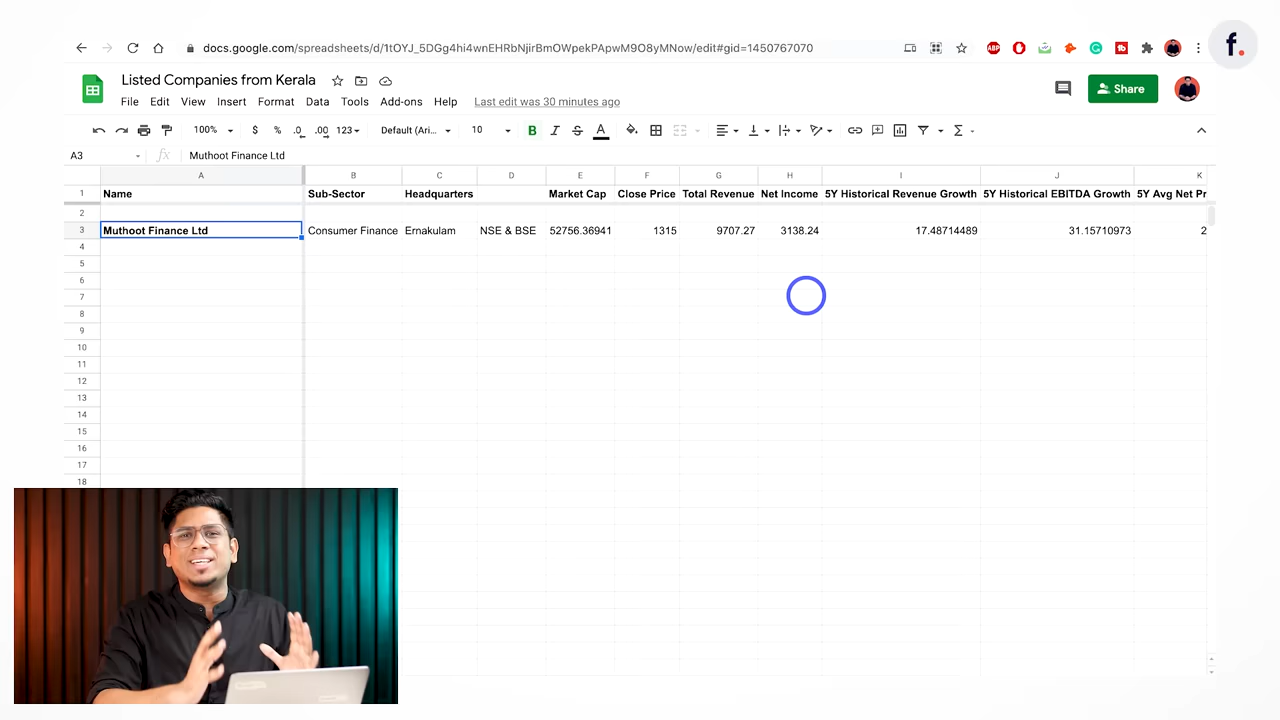 docs.google.com/spreadsheets/d/1tOYJ_5DGg4hi4wnEHRbNjirBmOWpekPApwM9O8yMNow/edit#gid=1450767070
f.
Listed Companies from Kerala
File Edit View Insert Format Data Tools Add-ons Help Last edit was 30 minutes ago
Share
100% $ % .0 .00 123 Default (Ari... 10 B I S A
A3 fx Muthoot Finance Ltd
A B C D E F G H I J K
1 Name Sub-Sector Headquarters Market Cap Close Price Total Revenue Net Income 5Y Historical Revenue Growth 5Y Historical EBITDA Growth 5Y Avg Net Pr
2
3 Muthoot Finance Ltd Consumer Finance Ernakulam NSE & BSE 52756.36941 1315 9707.27 3138.24 17.48714489 31.15710973 2
4
5
6
7
8
9
10
11
12
13
14
15
16
17
18